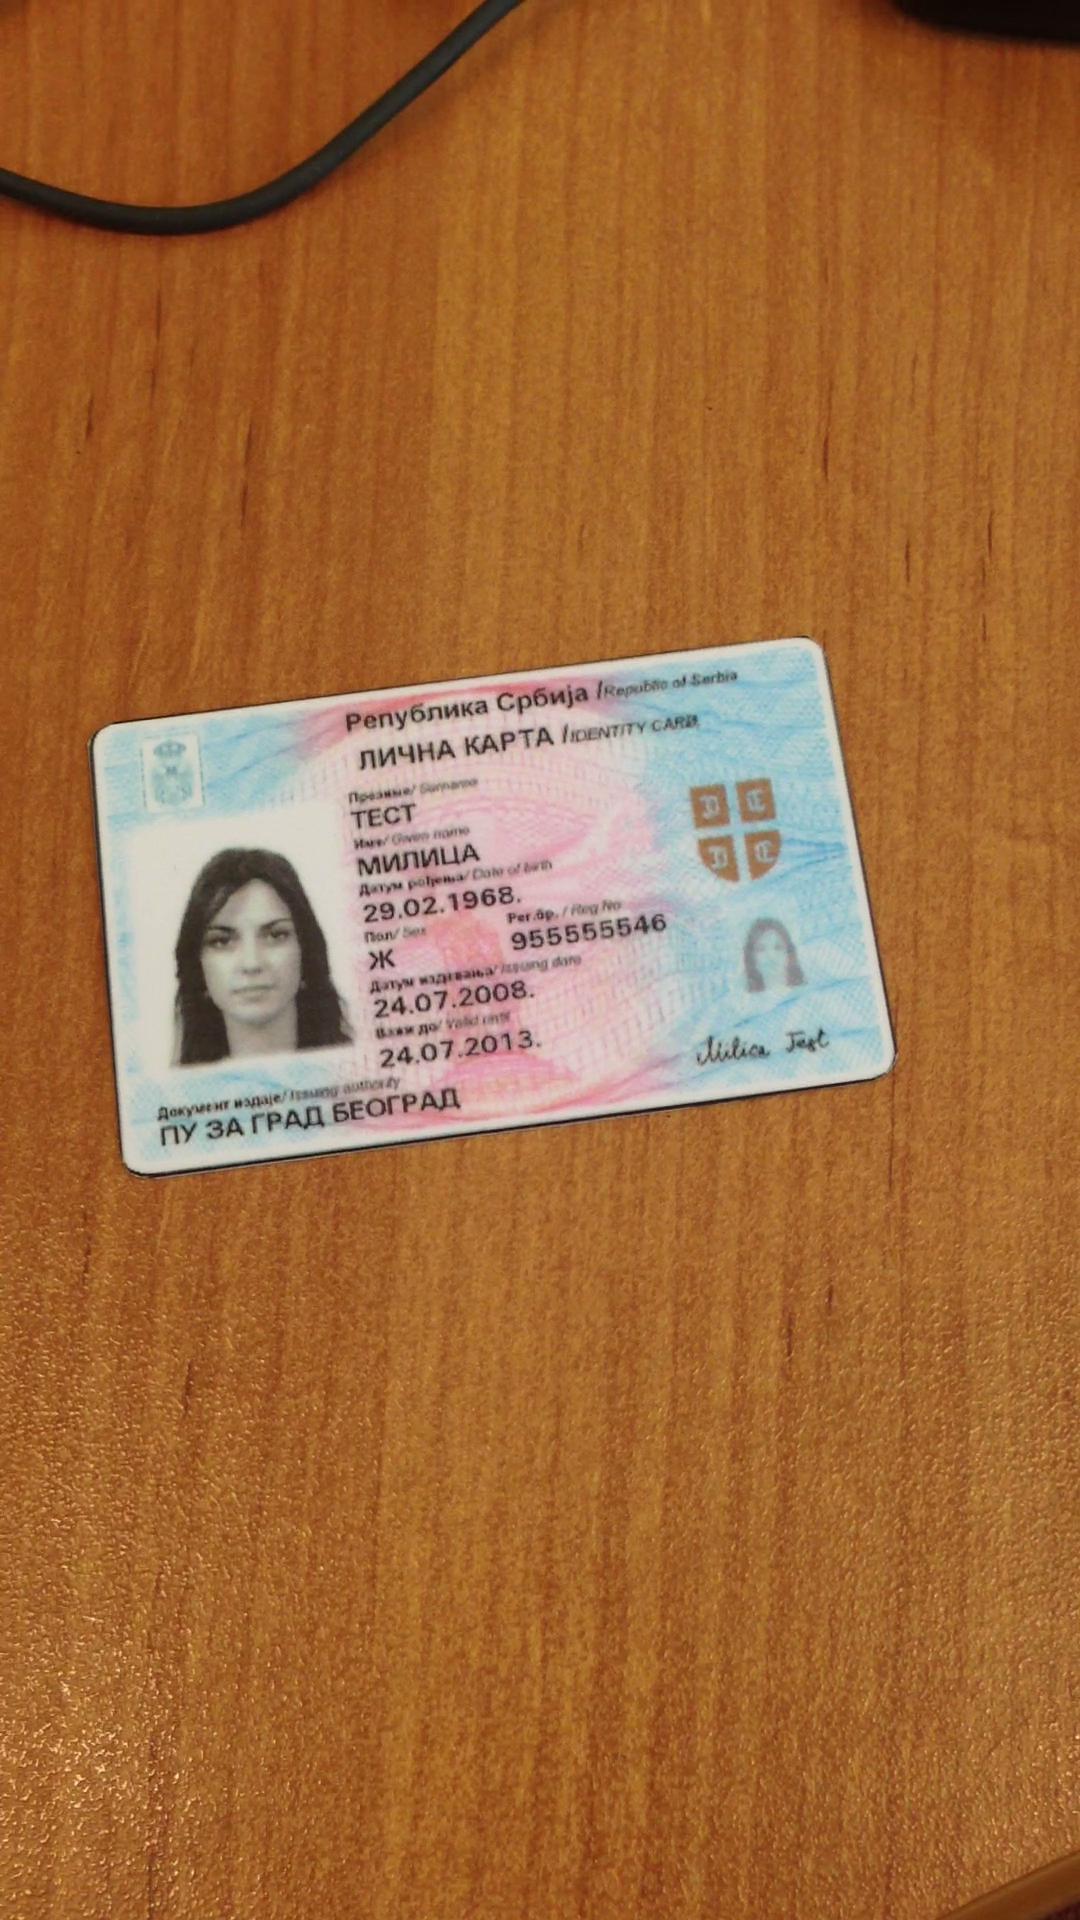 Република Србија /Republic of Serbia
ЛИЧНА КАРТА /IDENTITY CARD
Презиме/ Surname
ТЕСТ
Име/ Given name
МИЛИЦА
Датум рођења/ Date of birth
29.02.1968.
Пол/ Sex
Рег.бр. / Reg No
Ж
955555546
Датум издавања/ Issuing date
24.07.2008.
Важи до/ Valid until
24.07.2013.
Milica Test
Документ издаје/ Issuing authority
ПУ ЗА ГРАД БЕОГРАД